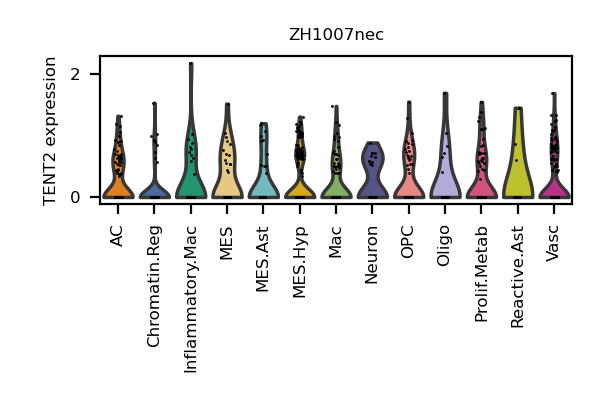 ZH1007nec
TENT2 expression
2
0
AC
Chromatin.Reg
Inflammatory.Mac
MES
MES.Ast
MES.Hyp
Mac
Neuron
OPC
Oligo
Prolif.Metab
Reactive.Ast
Vasc